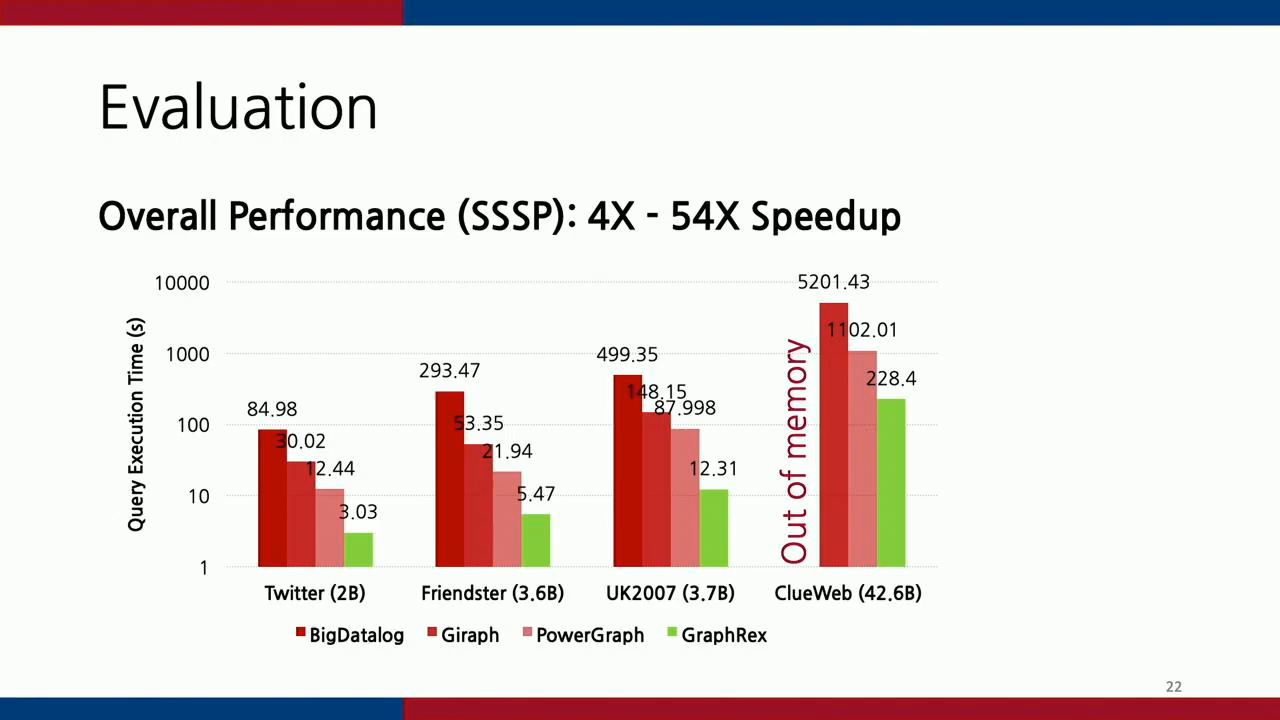 Evaluation
Overall Performance (SSSP): 4X - 54X Speedup
Query Execution Time (s)
10000
1000
100
10
1
84.98
30.02
12.44
3.03
293.47
53.35
21.94
5.47
499.35
148.15
87.998
12.31
Out of memory
5201.43
1102.01
228.4
Twitter (2B)
Friendster (3.6B)
UK2007 (3.7B)
ClueWeb (42.6B)
BigDatalog
Giraph
PowerGraph
GraphRex
22